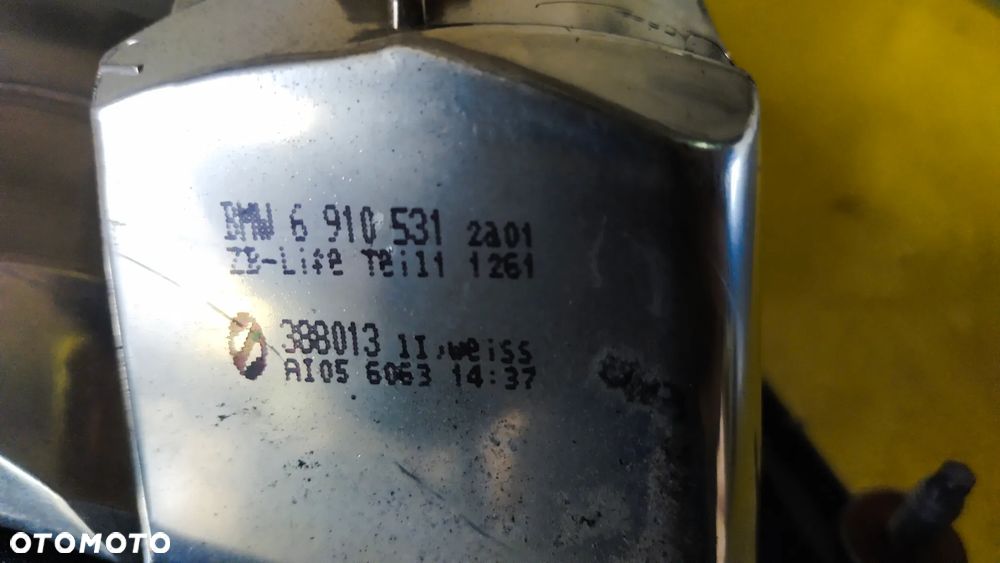 BMW 6 910 531 2a01
ZB-Life Teil1 1261
388013 II/weiss
AI05 6063 14:37
OTOMOTO